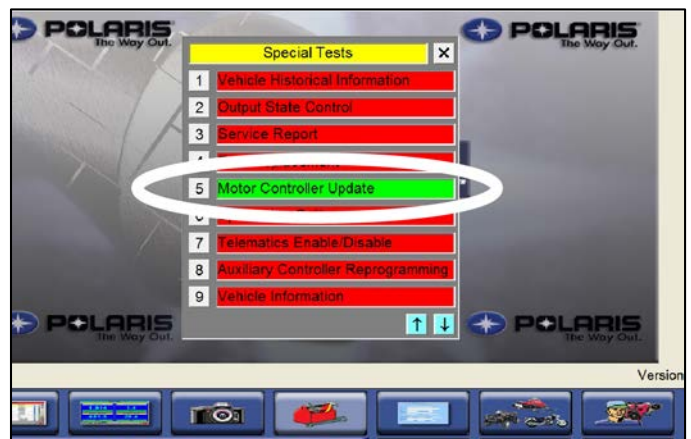 POLARIS
The Way Out.
POLARIS
The Way Out.
Special Tests X
1 Vehicle Historical Information
2 Output State Control
3 Service Report
4
5 Motor Controller Update
6
7 Telematics Enable/Disable
8 Auxiliary Controller Reprogramming
9 Vehicle Information
↑ ↓
POLARIS
The Way Out.
POLARIS
The Way Out.
Version